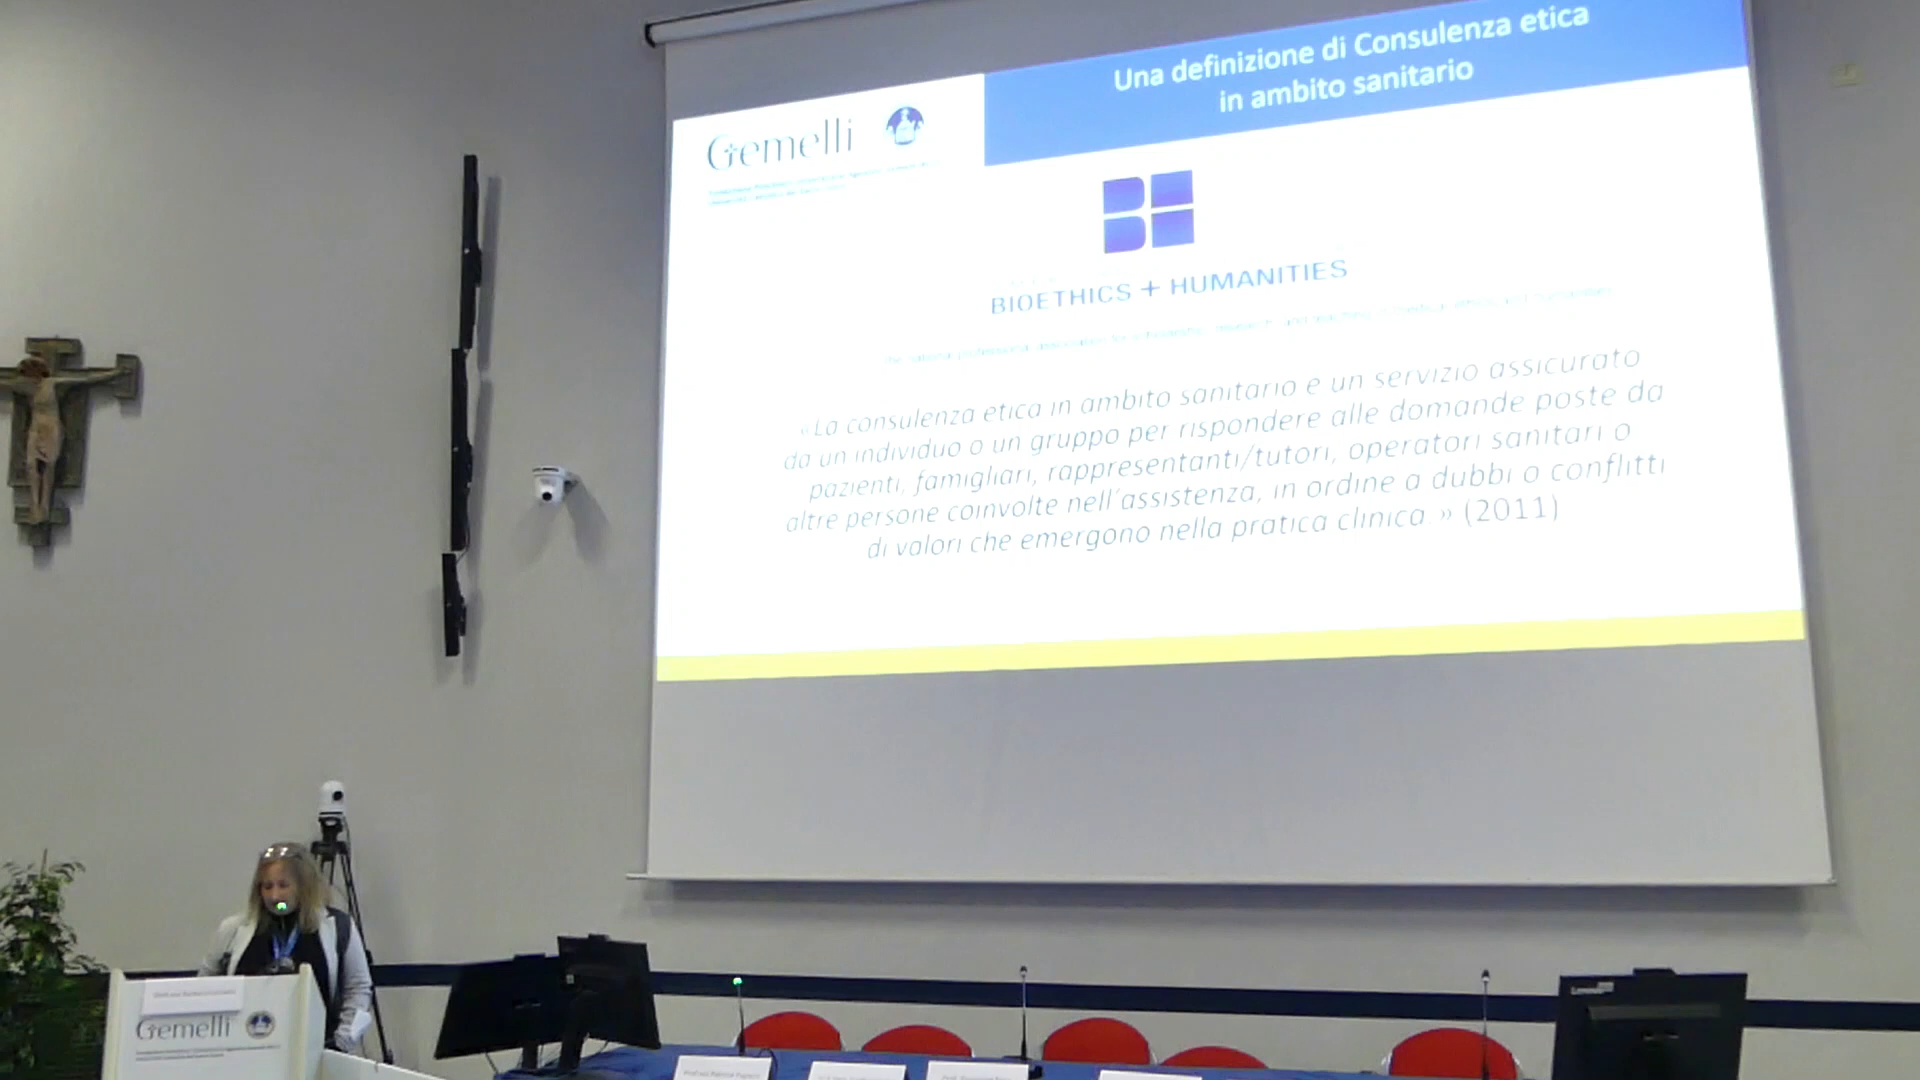 Una definizione di Consulenza etica
in ambito sanitario
Gemelli
BIOETHICS + HUMANITIES
«La consulenza etica in ambito sanitario e un servizio assicurato
da un individuo o un gruppo per rispondere alle domande poste da
pazienti, famigliari, rappresentanti/tutori, operatori sanitari o
altre persone coinvolte nell'assistenza, in ordine a dubbi o conflitti
di valori che emergono nella pratica clinica.» (2011)
Gemelli